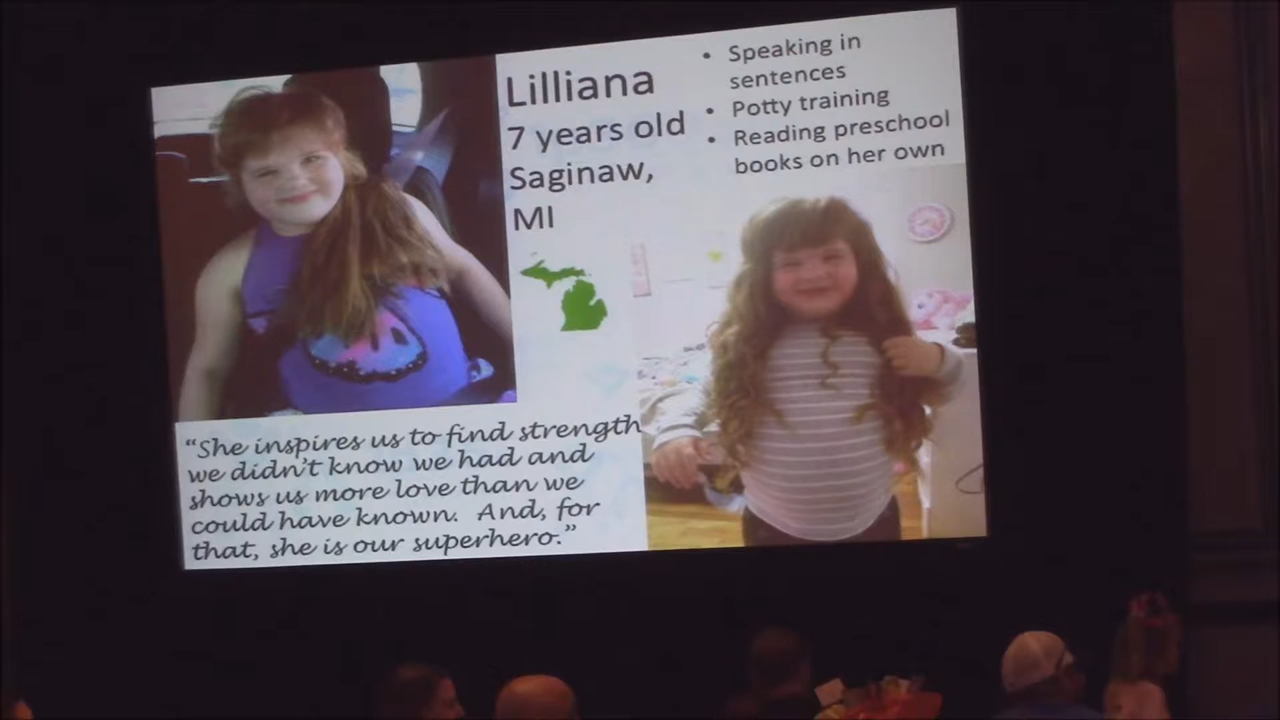 Lilliana
7 years old
Saginaw,
MI
• Speaking in
sentences
• Potty training
• Reading preschool
books on her own
“She inspires us to find strength
we didn't know we had and
shows us more love than we
could have known. And, for
that, she is our superhero.”